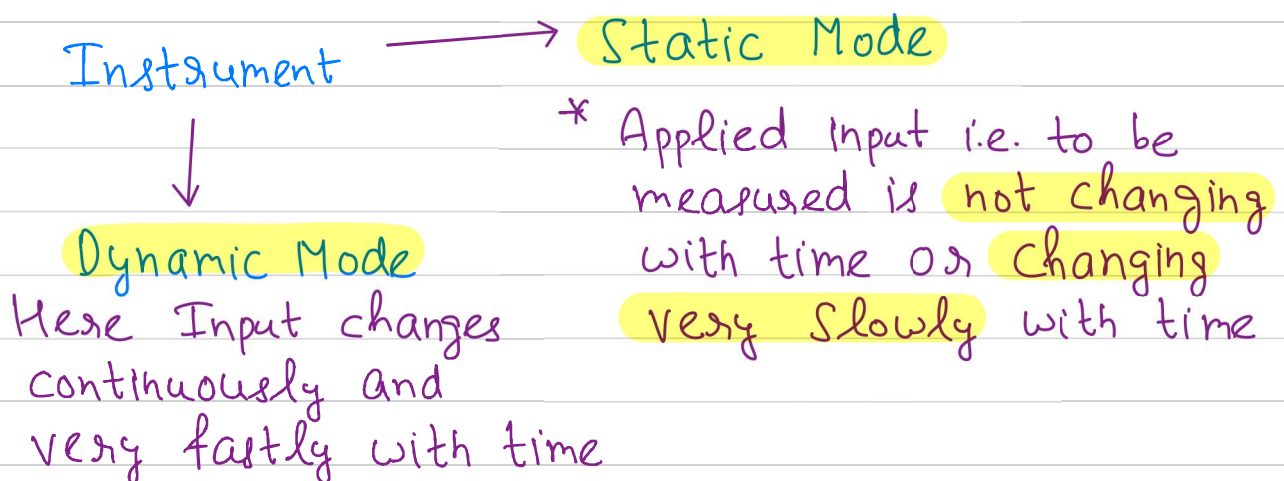 Instrument → Static Mode
* Applied Input i.e. to be
measured is not changing
with time or Changing
very Slowly with time
Dynamic Mode
Here Input changes
continuously and
very fastly with time